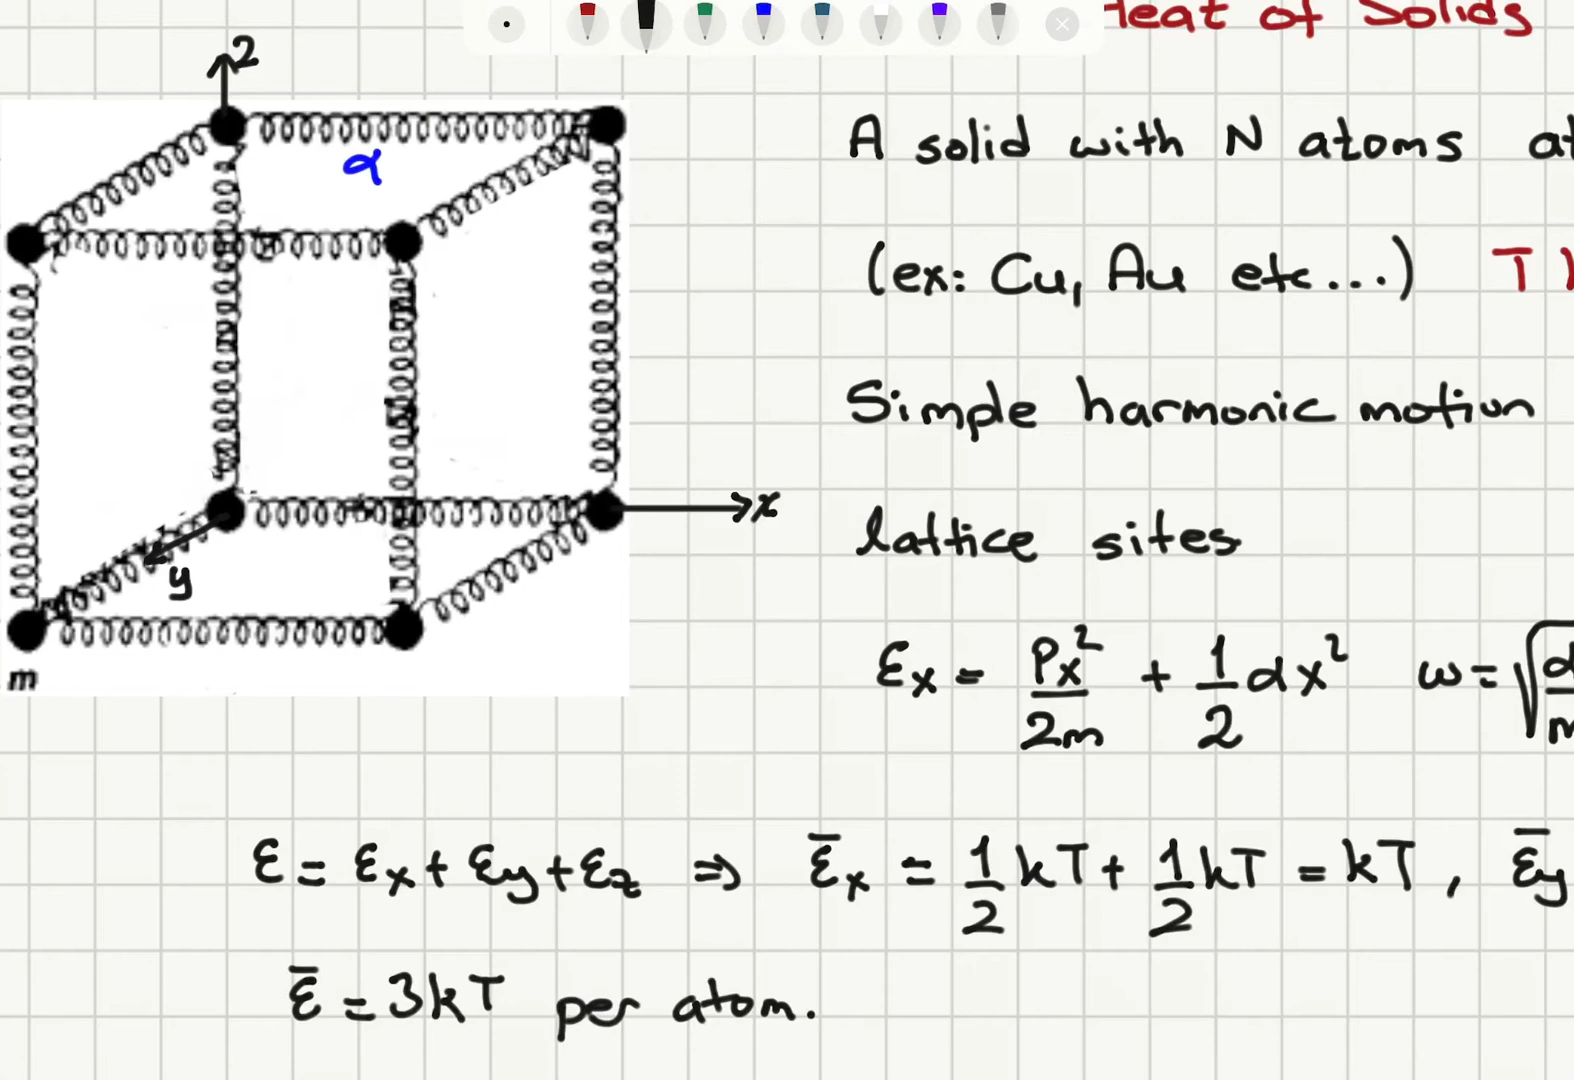 Heat of Solids
z
α
A solid with N atoms at
(ex: Cu, Au etc...) T
Simple harmonic motion
lattice sites
x
y
m
εx = Px²/2m + 1/2 αx² ω = √α/m
ε = εx + εy + εz ⇒ ε̄x = 1/2 kT + 1/2 kT = kT, ε̄y
ε̄ = 3kT per atom.